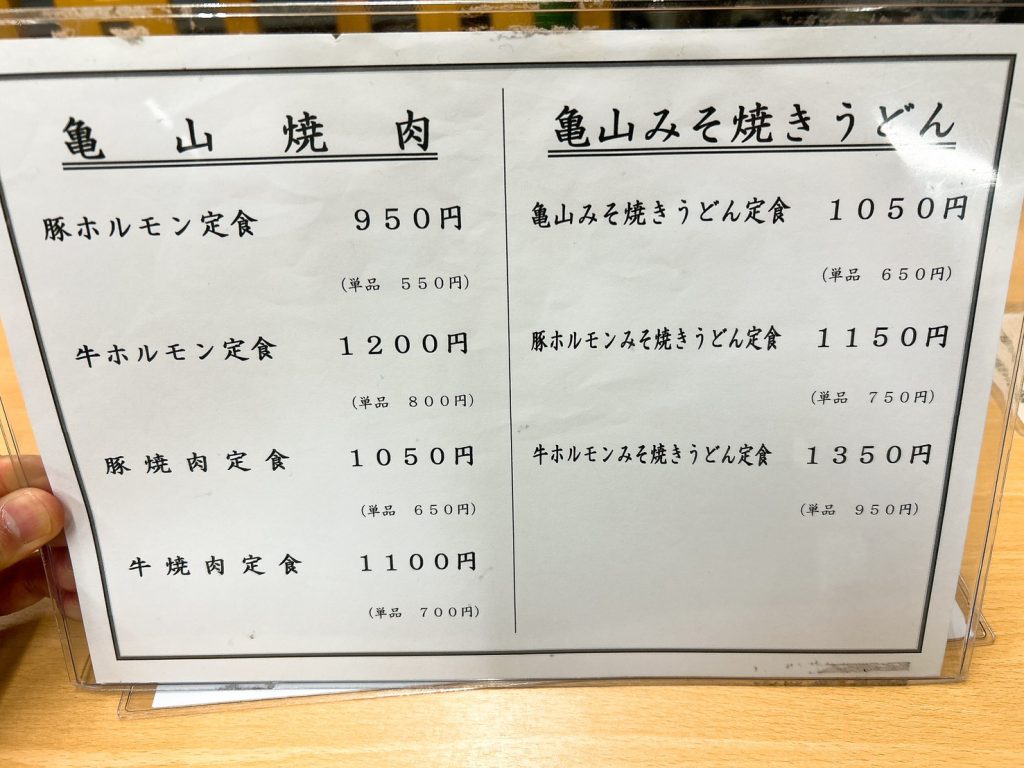 亀山焼肉
豚ホルモン定食　９５０円
（単品　５５０円）
牛ホルモン定食　１２００円
（単品　８００円）
豚焼肉定食　１０５０円
（単品　６５０円）
牛焼肉定食　１１００円
（単品　７００円）
亀山みそ焼きうどん
亀山みそ焼きうどん定食　１０５０円
（単品　６５０円）
豚ホルモンみそ焼きうどん定食　１１５０円
（単品　７５０円）
牛ホルモンみそ焼きうどん定食　１３５０円
（単品　９５０円）